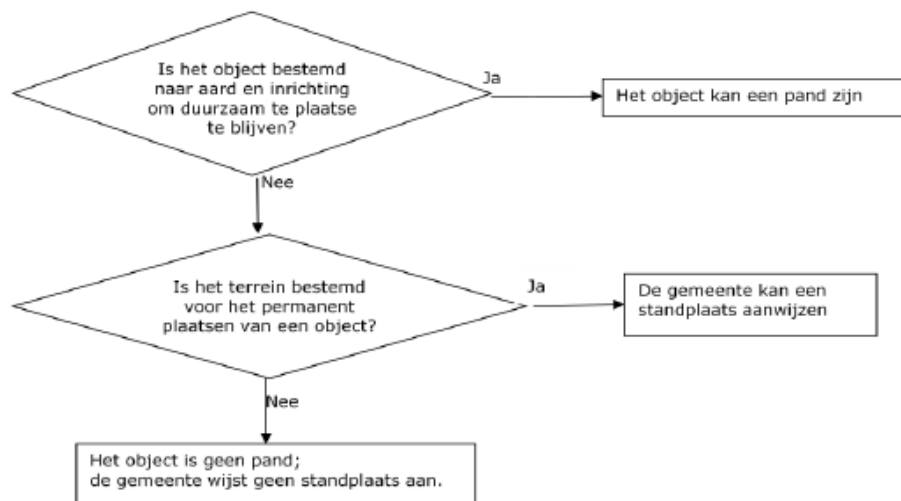 Is het object bestemd
naar aard en inrichting
om duurzaam te plaatse
te blijven?
Ja
Het object kan een pand zijn
Nee
Is het terrein bestemd
voor het permanent
plaatsen van een object?
Ja
De gemeente kan een
standplaats aanwijzen
Nee
Het object is geen pand;
de gemeente wijst geen standplaats aan.